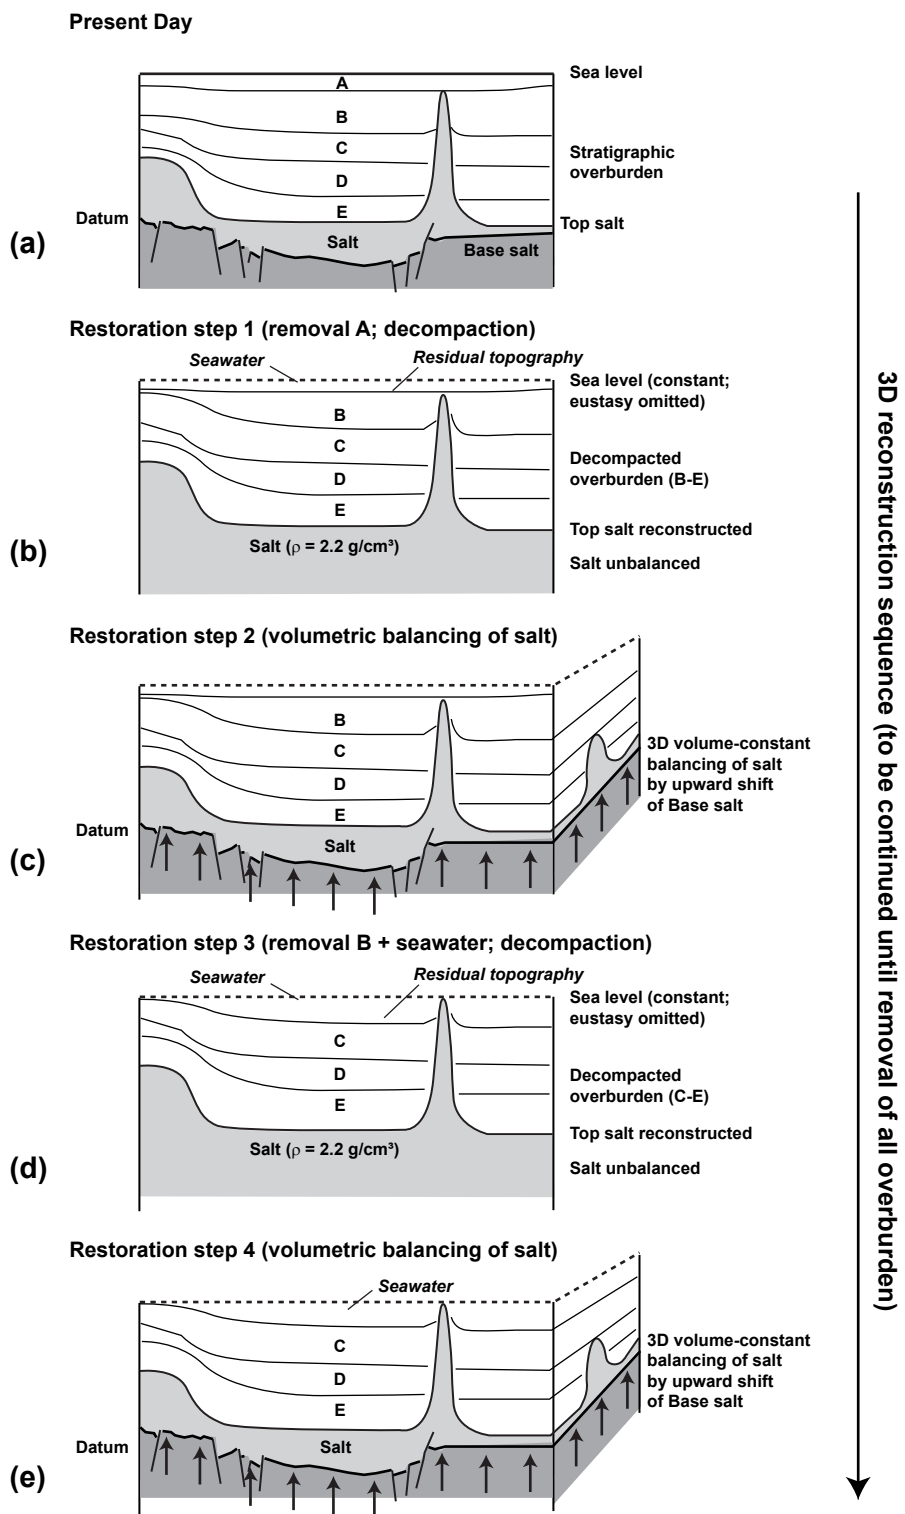 Present Day
Sea level
A
B
C
Stratigraphic
overburden
D
Datum
E
Top salt
(a)
Salt
Base salt
Restoration step 1 (removal A; decompaction)
Seawater
Residual topography
Sea level (constant;
eustasy omitted)
B
C
Decompacted
overburden (B-E)
D
E
Top salt reconstructed
(b)
Salt (ρ = 2.2 g/cm³)
Salt unbalanced
Restoration step 2 (volumetric balancing of salt)
B
C
3D volume-constant
balancing of salt
by upward shift
of Base salt
D
E
Datum
Salt
(c)
Restoration step 3 (removal B + seawater; decompaction)
Seawater
Residual topography
Sea level (constant;
eustasy omitted)
C
D
Decompacted
overburden (C-E)
E
Top salt reconstructed
Salt (ρ = 2.2 g/cm³)
(d)
Salt unbalanced
Restoration step 4 (volumetric balancing of salt)
Seawater
C
3D volume-constant
balancing of salt
by upward shift
of Base salt
D
E
Datum
Salt
(e)
3D reconstruction sequence (to be continued until removal of all overburden)